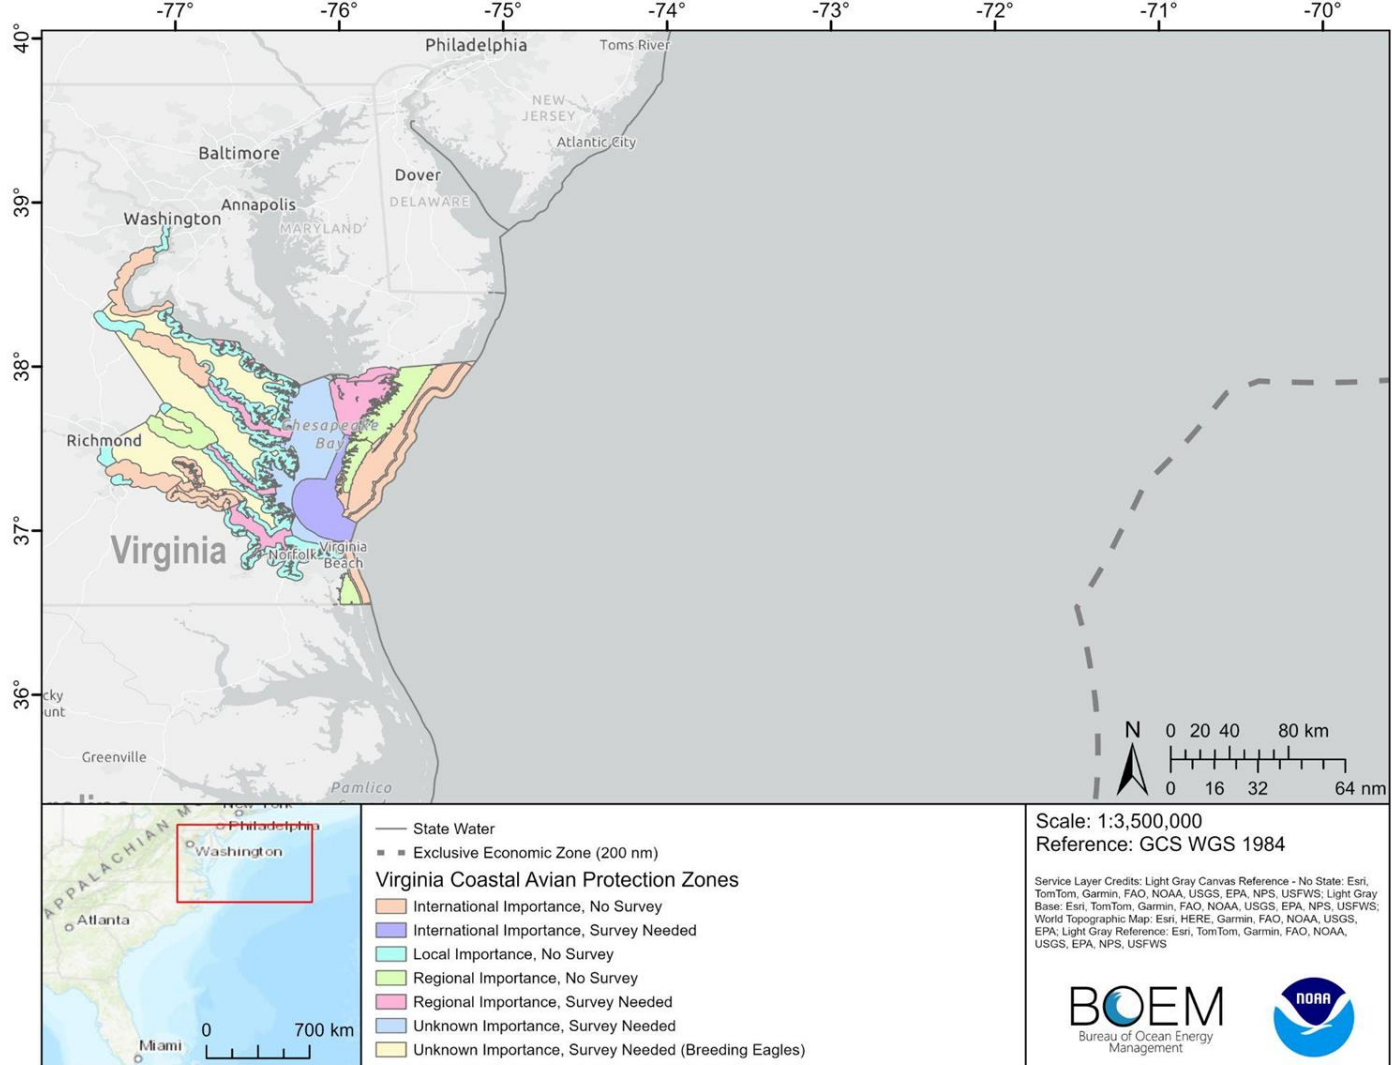 -77° -76° -75° -74° -73° -72° -71° -70°
40°
39°
38°
37°
36°
Philadelphia
Toms River
NEW
JERSEY
Atlantic City
Baltimore
Dover
Annapolis
DELAWARE
Washington
MARYLAND
Chesapeake
Bay
Richmond
Virginia
Norfolk
Virginia
Beach
cky
unt
Greenville
Pamlico
N
0 20 40 80 km
0 16 32 64 nm
APPALACHIAN M
New York
Philadelphia
Washington
Atlanta
Miami
0 700 km
State Water
Exclusive Economic Zone (200 nm)
Virginia Coastal Avian Protection Zones
International Importance, No Survey
International Importance, Survey Needed
Local Importance, No Survey
Regional Importance, No Survey
Regional Importance, Survey Needed
Unknown Importance, Survey Needed
Unknown Importance, Survey Needed (Breeding Eagles)
Scale: 1:3,500,000
Reference: GCS WGS 1984
Service Layer Credits: Light Gray Canvas Reference - No State: Esri,
TomTom, Garmin, FAO, NOAA, USGS, EPA, NPS, USFWS; Light Gray
Base: Esri, TomTom, Garmin, FAO, NOAA, USGS, EPA, NPS, USFWS;
World Topographic Map: Esri, HERE, Garmin, FAO, NOAA, USGS,
EPA; Light Gray Reference: Esri, TomTom, Garmin, FAO, NOAA,
USGS, EPA, NPS, USFWS
BOEM
Bureau of Ocean Energy
Management
NOAA